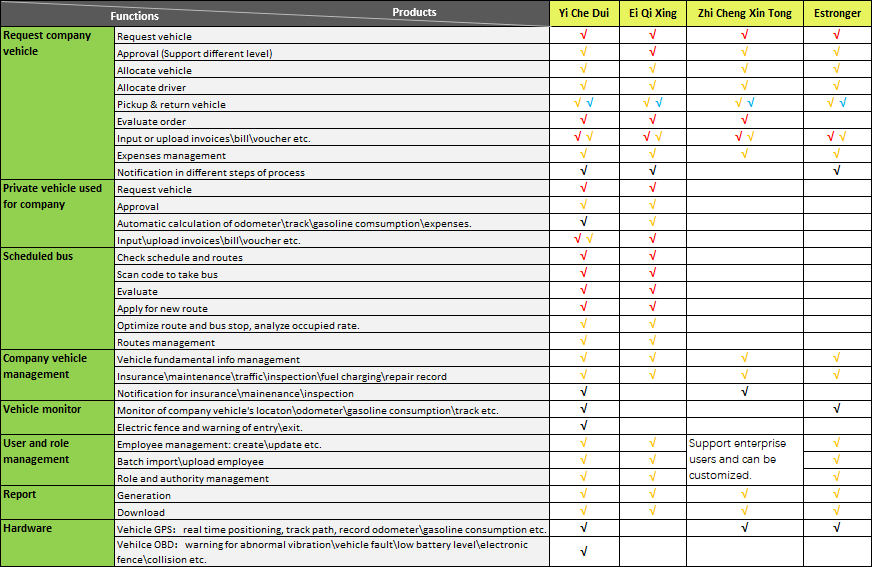 Products
Functions
Yi Che Dui Ei Qi Xing Zhi Cheng Xin Tong Estronger
Request company
vehicle
Request vehicle √ √ √ √
Approval (Support different level) √ √ √ √
Allocate vehicle √ √ √ √
Allocate driver √ √ √ √
Pickup & return vehicle √ √ √ √ √ √ √ √
Evaluate order √ √ √
Input or upload invoices\bill\voucher etc. √ √ √ √ √ √ √ √
Expenses management √ √ √ √
Notification in different steps of process √ √ √
Private vehicle used
for company
Request vehicle √ √
Approval √ √
Automatic calculation of odometer\track\gasoline comsumption\expenses. √ √
Input\upload invoices\bill\voucher etc. √ √ √
Scheduled bus
Check schedule and routes √ √
Scan code to take bus √ √
Evaluate √ √
Apply for new route √ √
Optimize route and bus stop, analyze occupied rate. √ √
Routes management √ √
Company vehicle
management
Vehicle fundamental info management √ √ √ √
Insurance\maintenance\traffic\inspection\fuel charging\repair record √ √ √ √
Notification for insurance\mainenance\inspection √ √
Vehicle monitor
Monitor of company vehicle's locaton\odometer\gasoline consumption\track etc. √ √
Electric fence and warning of entry\exit. √
User and role
management
Employee management: create\update etc. √ √ √
Batch import\upload employee √ √ √
Role and authority management √ √ √
Support enterprise
users and can be
customized.
Report
Generation √ √ √ √
Download √ √ √ √
Hardware
Vehicle GPS：real time positioning, track path, record odometer\gasoline consumption etc. √ √ √
Vehilce OBD：warning for abnormal vibration\vehicle fault\low battery level\electronic
fence\collision etc. √